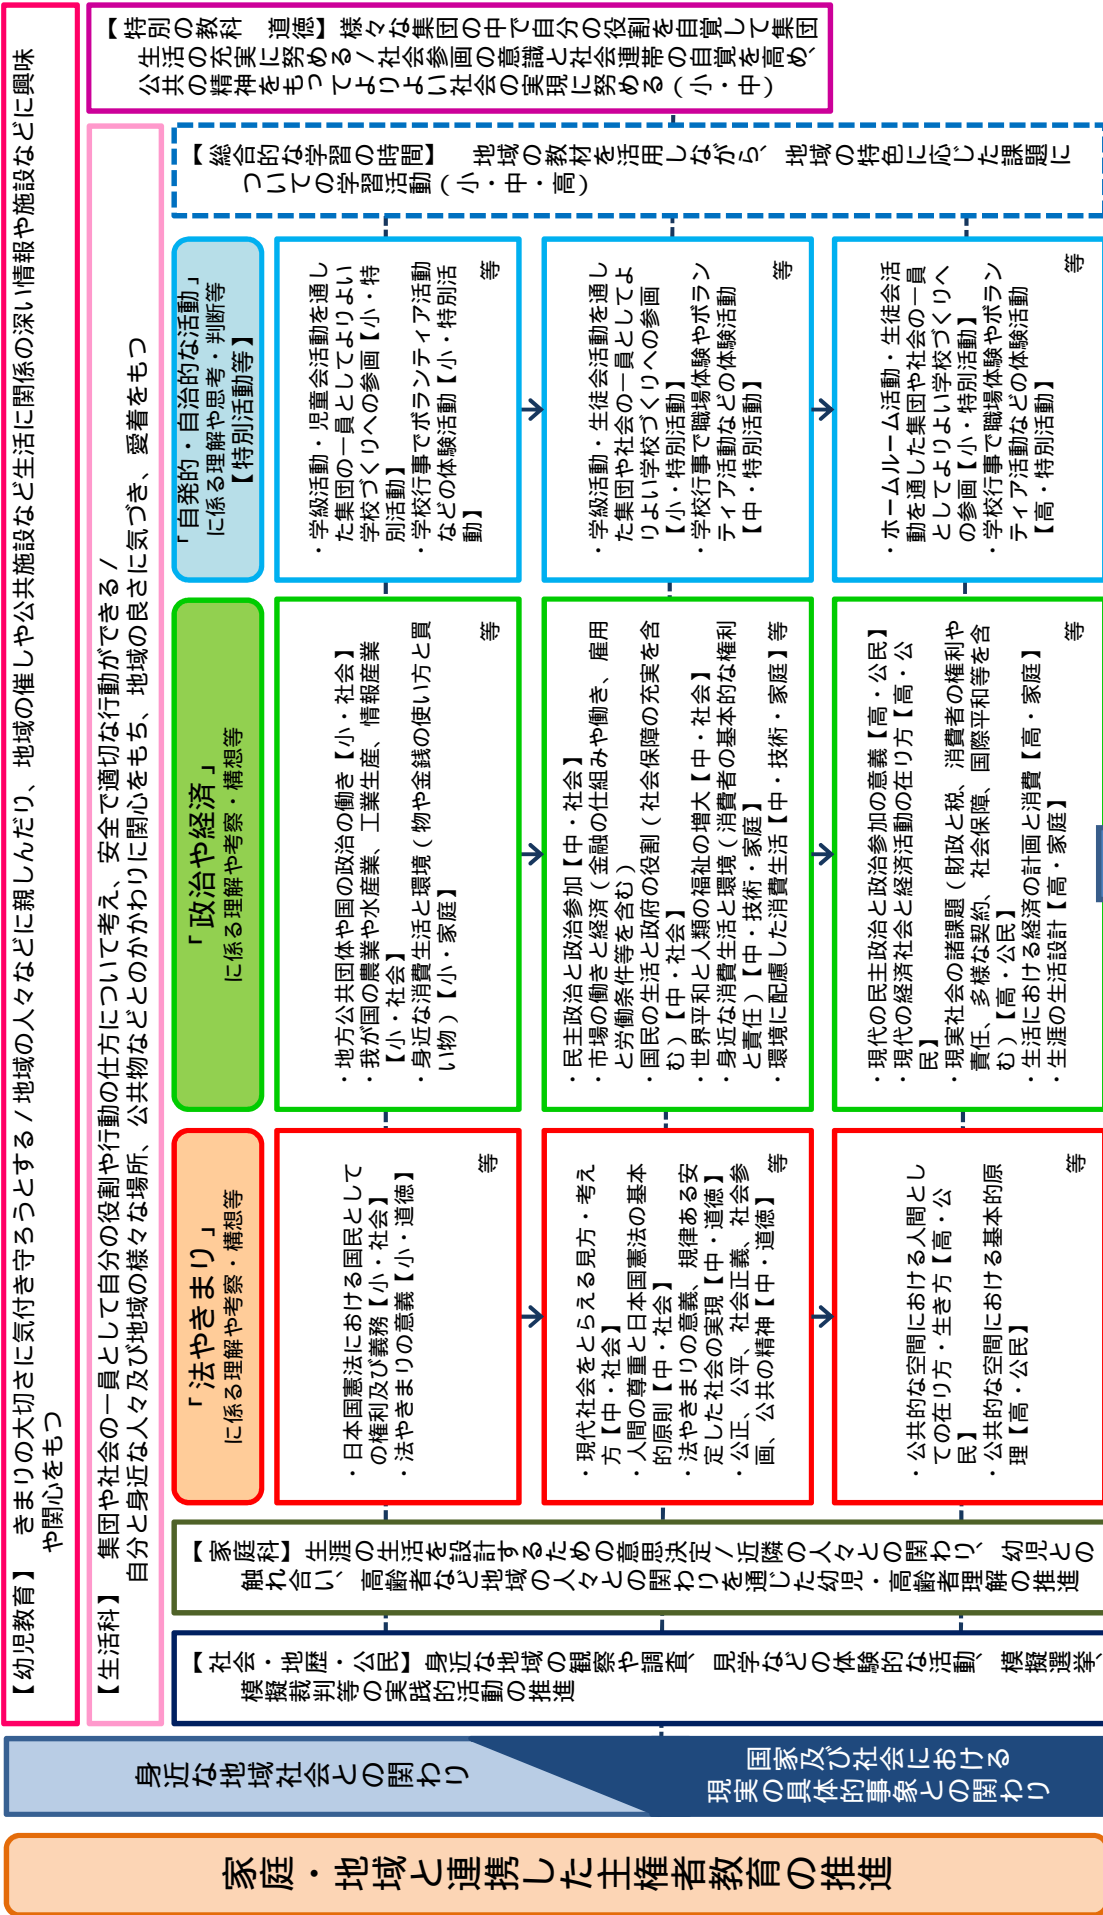 【幼児教育】　きまりの大切さに気付き守ろうとする／地域の人々などに親しんだり、地域の催しや公共施設など生活に関係の深い情報や施設などに興味
や関心をもつ
【生活科】　集団や社会の一員として自分の役割や行動の仕方について考え、安全で適切な行動ができる／
自分と身近な人々及び地域の様々な場所、公共物などとのかかわりに関心をもち、地域の良さに気づき、愛着をもつ
【特別の教科　道徳】様々な集団の中で自分の役割を自覚して集団
生活の充実に努める／社会参画の意識と社会連帯の自覚を高め、
公共の精神をもってよりよい社会の実現に努める（小・中）
【総合的な学習の時間】　地域の教材を活用しながら、地域の特色に応じた課題に
ついての学習活動（小・中・高）
「自発的・自治的な活動」
に係る理解や思考・判断等
【特別活動等】
・学級活動・児童会活動を通し
た集団の一員としてよりよい
学校づくりへの参画【小・特
別活動】
・学校行事でボランティア活動
などの体験活動【小・特別活
動】
等
・学級活動・生徒会活動を通し
た集団や社会の一員としてよ
りよい学校づくりへの参画
【小・特別活動】
・学校行事で職場体験やボラン
ティア活動などの体験活動
【中・特別活動】
等
・ホームルーム活動・生徒会活
動を通した集団や社会の一員
としてよりよい学校づくりへ
の参画【小・特別活動】
・学校行事で職場体験やボラン
ティア活動などの体験活動
【高・特別活動】
等
「政治や経済」
に係る理解や考察・構想等
・地方公共団体や国の政治の働き【小・社会】
・我が国の農業や水産業、工業生産、情報産業
【小・社会】
・身近な消費生活と環境（物や金銭の使い方と買
い物）【小・家庭】
等
・民主政治と政治参加【中・社会】
・市場の働きと経済（金融の仕組みや働き、雇用
と労働条件等を含む）
・国民の生活と政府の役割（社会保障の充実を含
む）【中・社会】
・世界平和と人類の福祉の増大【中・社会】
・身近な消費生活と環境（消費者の基本的な権利
と責任）【中・技術・家庭】
・環境に配慮した消費生活【中・技術・家庭】等
・現代の民主政治と政治参加の意義【高・公民】
・現代の経済社会と経済活動の在り方【高・公
民】
・現実社会の諸課題（財政と税、消費者の権利や
責任、多様な契約、社会保障、国際平和等を含
む）【高・公民】
・生活における経済の計画と消費【高・家庭】
・生涯の生活設計【高・家庭】
等
「法やきまり」
に係る理解や考察・構想等
・日本国憲法における国民として
の権利及び義務【小・社会】
・法やきまりの意義【小・道徳】
等
・現代社会をとらえる見方・考え
方【中・社会】
・人間の尊重と日本国憲法の基本
的原則【中・社会】
・法やきまりの意義、規律ある安
定した社会の実現【中・道徳】
・公正、公平、社会正義、社会参
画、公共の精神【中・道徳】
等
・公共的な空間における人間とし
ての在り方・生き方【高・公
民】
・公共的な空間における基本的原
理【高・公民】
等
【家庭科】生涯の生活を設計するための意思決定／近隣の人々との関わり、幼児との
触れ合い、高齢者など地域の人々との関わりを通じた幼児・高齢者理解の推進
【社会・地歴・公民】身近な地域の観察や調査、見学などの体験的な活動、模擬選挙、
模擬裁判等の実践的活動の推進
身近な地域社会との関わり
国家及び社会における
現実の具体的事象との関わり
家庭・地域と連携した主権者教育の推進